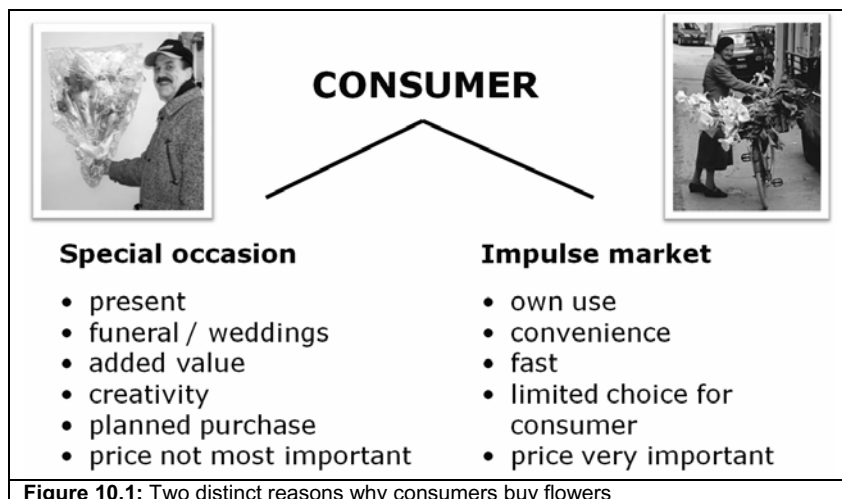 CONSUMER
Special occasion
• present
• funeral / weddings
• added value
• creativity
• planned purchase
• price not most important
Impulse market
• own use
• convenience
• fast
• limited choice for
consumer
• price very important
Figure 10.1: Two distinct reasons why consumers buy flowers